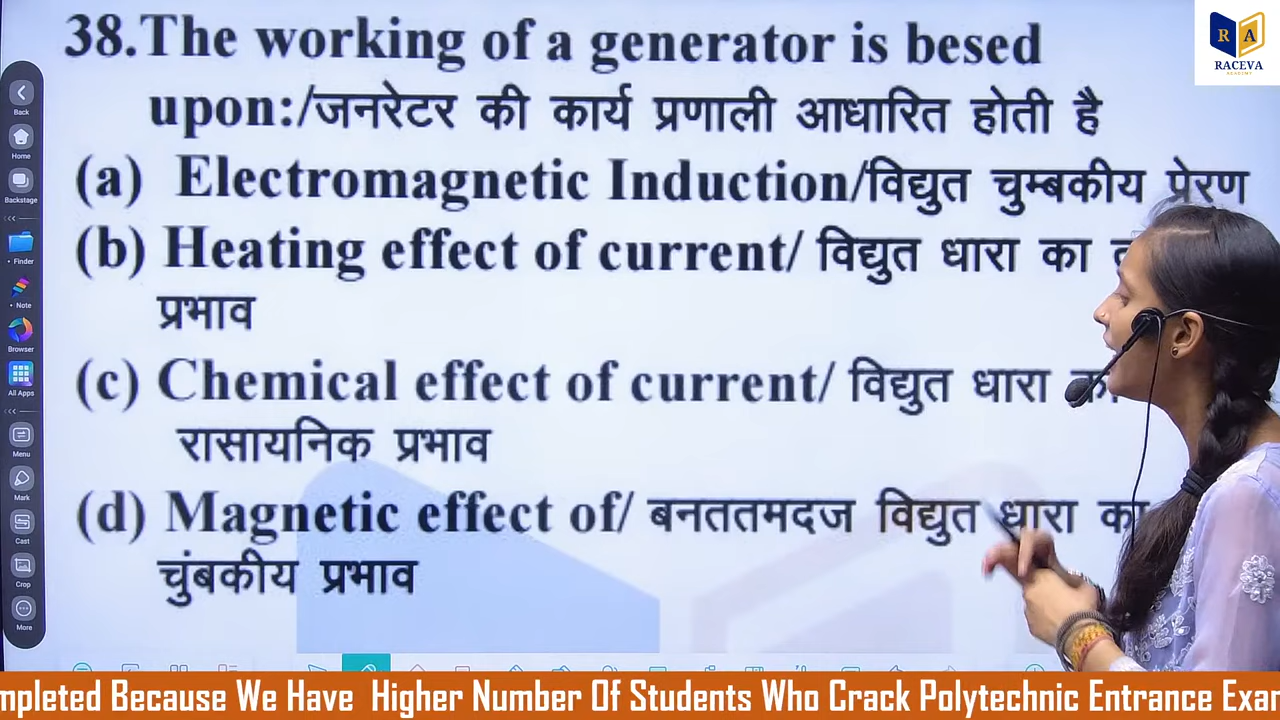 38.The working of a generator is besed
upon:/जनरेटर की कार्य प्रणाली आधारित होती है
(a) Electromagnetic Induction/विद्युत चुम्बकीय प्रेरण
(b) Heating effect of current/ विद्युत धारा का
प्रभाव
(c) Chemical effect of current/ विद्युत धारा का
रासायनिक प्रभाव
(d) Magnetic effect of/ बनततमदज विद्युत धारा का
चुंबकीय प्रभाव
RA
RACEVA
ACADEMY
Back
Home
Backstage
Finder
Note
Browser
All Apps
Menu
Mark
Cast
Crop
More
mpleted Because We Have Higher Number Of Students Who Crack Polytechnic Entrance Exa